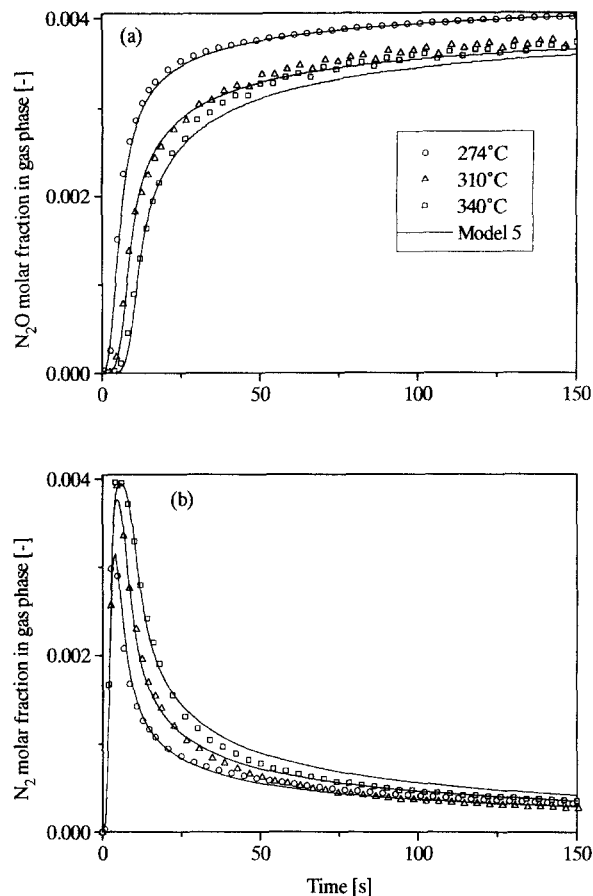 (a)
N₂O molar fraction in gas phase [-]
0.004
0.002
0.000
274°C
310°C
340°C
Model 5
0
50
100
150
(b)
N₂ molar fraction in gas phase [-]
0.004
0.002
0.000
0
50
100
150
Time [s]